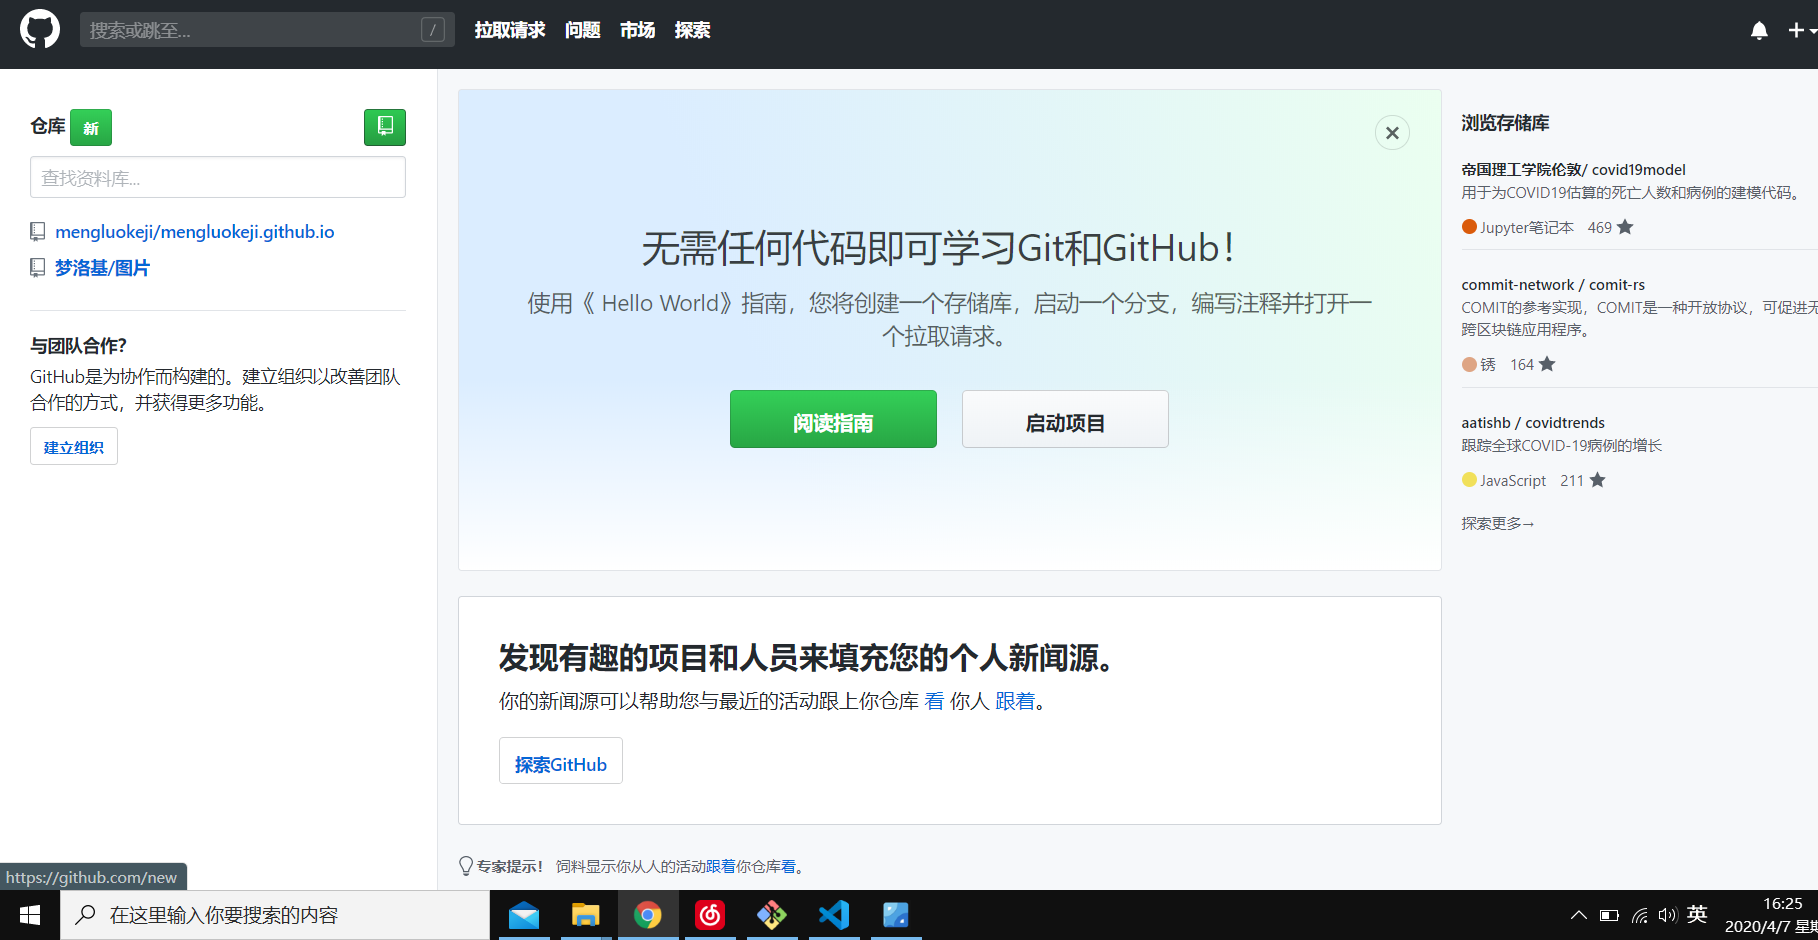 搜索或跳至...
/
拉取请求 问题 市场 探索
仓库 新
查找资料库...
mengluokeji/mengluokeji.github.io
梦洛基/图片
与团队合作？
GitHub是为协作而构建的。建立组织以改善团队
合作的方式，并获得更多功能。
建立组织
无需任何代码即可学习Git和GitHub！
使用《 Hello World》指南，您将创建一个存储库，启动一个分支，编写注释并打开一
个拉取请求。
阅读指南 启动项目
发现有趣的项目和人员来填充您的个人新闻源。
你的新闻源可以帮助您与最近的活动跟上你仓库 看 你人 跟着。
探索GitHub
专家提示！ 饲料显示你从人的活动跟着你仓库看。
浏览存储库
帝国理工学院伦敦/ covid19model
用于为COVID19估算的死亡人数和病例的建模代码。
Jupyter笔记本 469
commit-network / comit-rs
COMIT的参考实现，COMIT是一种开放协议，可促进无
跨区块链应用程序。
锈 164
aatishb / covidtrends
跟踪全球COVID-19病例的增长
JavaScript 211
探索更多→
https://github.com/new
在这里输入你要搜索的内容
英
16:25
2020/4/7 星期